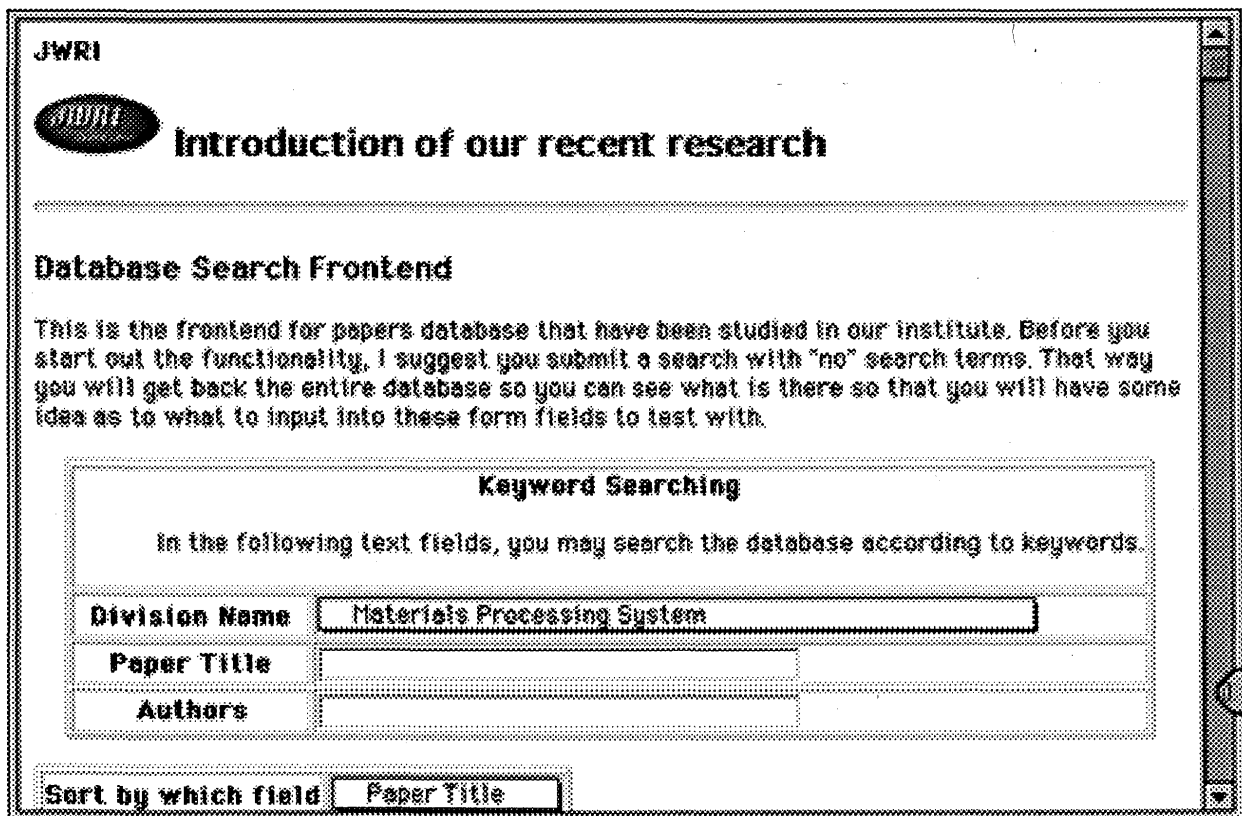 JWRI
Introduction of our recent research
Database Search Frontend
This is the frontend for papers database that have been studied in our institute. Before you
start out the functionality, I suggest you submit a search with "no" search terms. That way
you will get back the entire database so you can see what is there so that you will have some
idea as to what to input into these form fields to test with.
Keyword Searching
In the following text fields, you may search the database according to keywords.
Division Name Materials Processing System
Paper Title
Authors
Sort by which field Paper Title